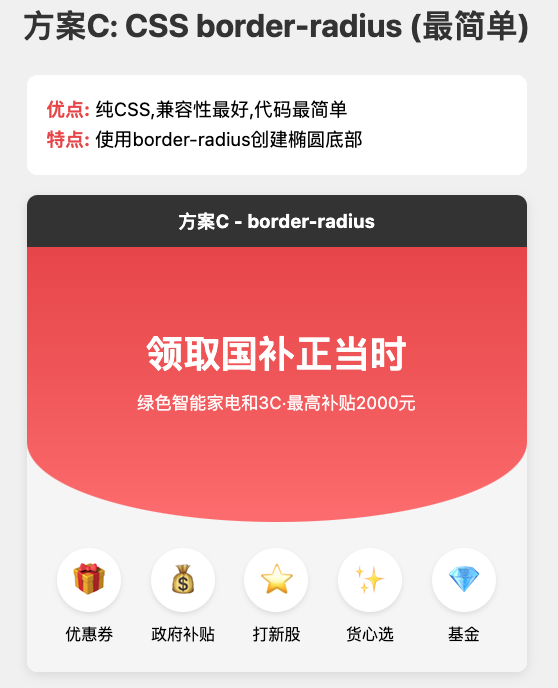 方案C: CSS border-radius (最简单)
优点: 纯CSS,兼容性最好,代码最简单
特点: 使用border-radius创建椭圆底部
方案C - border-radius
领取国补正当时
绿色智能家电和3C·最高补贴2000元
优惠券 政府补贴 打新股 货心选 基金